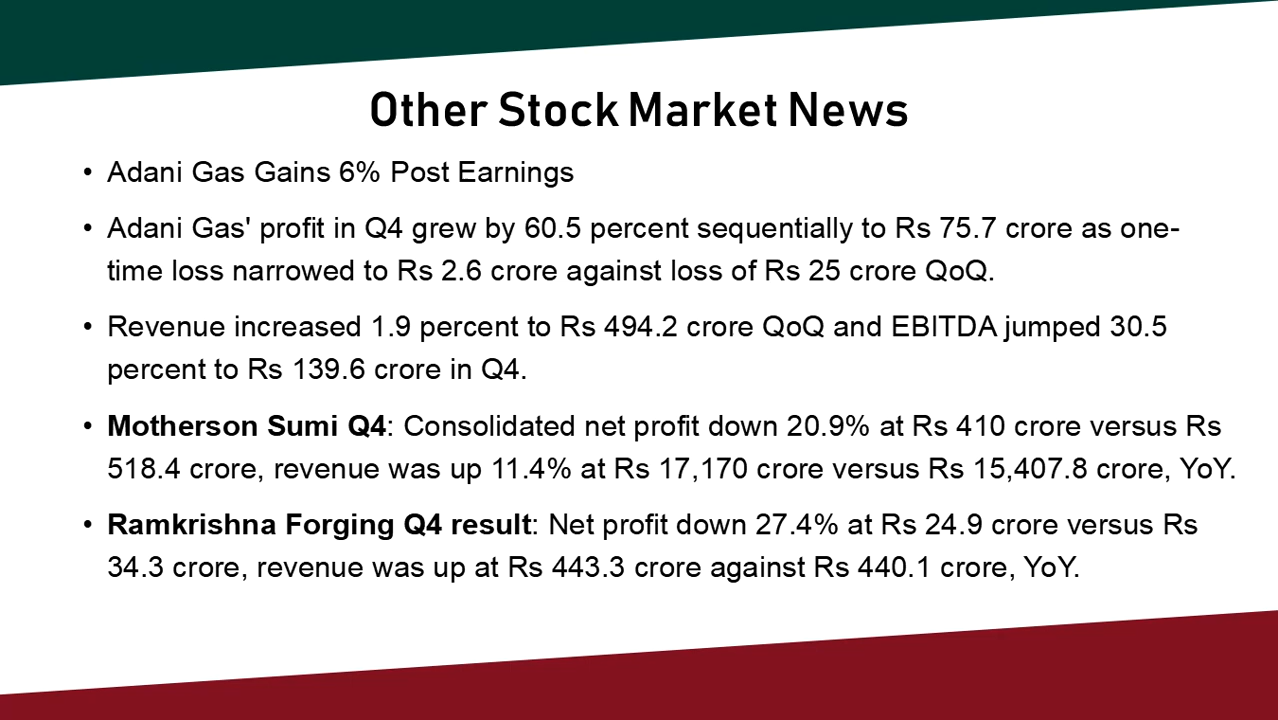 Other Stock Market News
• Adani Gas Gains 6% Post Earnings
• Adani Gas' profit in Q4 grew by 60.5 percent sequentially to Rs 75.7 crore as one-
time loss narrowed to Rs 2.6 crore against loss of Rs 25 crore QoQ.
• Revenue increased 1.9 percent to Rs 494.2 crore QoQ and EBITDA jumped 30.5
percent to Rs 139.6 crore in Q4.
• Motherson Sumi Q4: Consolidated net profit down 20.9% at Rs 410 crore versus Rs
518.4 crore, revenue was up 11.4% at Rs 17,170 crore versus Rs 15,407.8 crore, YoY.
• Ramkrishna Forging Q4 result: Net profit down 27.4% at Rs 24.9 crore versus Rs
34.3 crore, revenue was up at Rs 443.3 crore against Rs 440.1 crore, YoY.